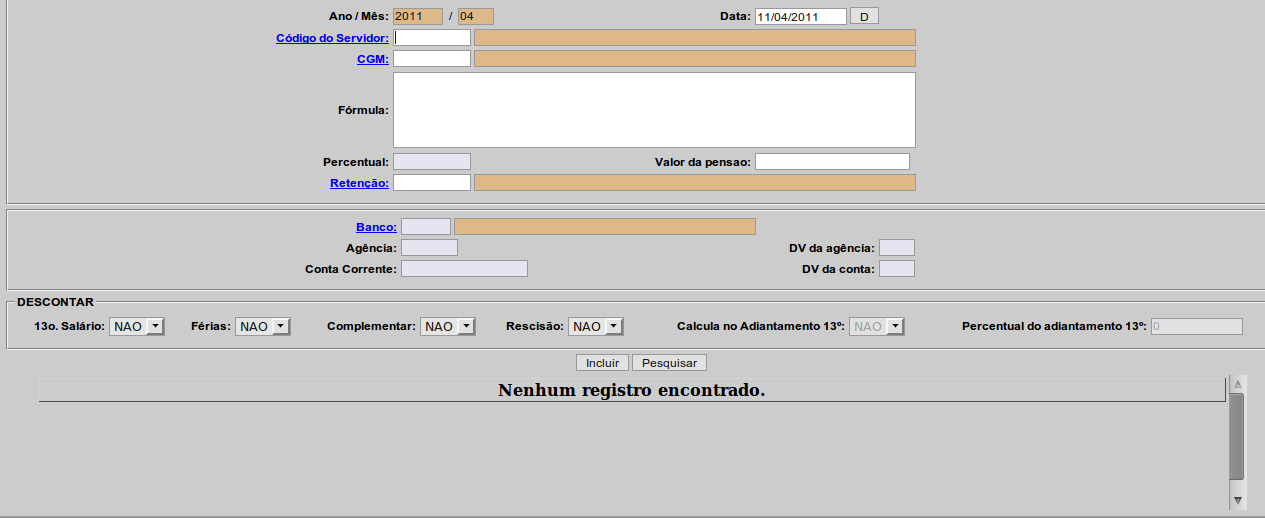 Ano / Mês: 2011 / 04 Data: 11/04/2011 D
Código do Servidor:
CGM:
Fórmula:
Percentual: Valor da pensao:
Retenção:
Banco:
Agência: DV da agência:
Conta Corrente: DV da conta:
DESCONTAR
13o. Salário: NAO Férias: NAO Complementar: NAO Rescisão: NAO Calcula no Adiantamento 13º: NAO Percentual do adiantamento 13º: 0
Incluir Pesquisar
Nenhum registro encontrado.